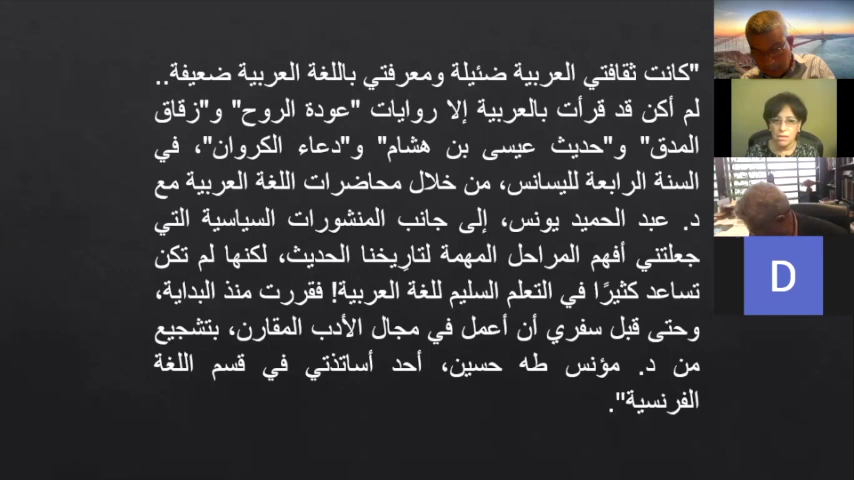 "كانت ثقافتي العربية ضئيلة ومعرفتي باللغة العربية ضعيفة..
لم أكن قد قرأت بالعربية إلا روايات "عودة الروح" و"زقاق
المدق" و"حديث عيسى بن هشام" و"دعاء الكروان"، في
السنة الرابعة لليسانس، من خلال محاضرات اللغة العربية مع
د. عبد الحميد يونس، إلى جانب المنشورات السياسية التي
جعلتني أفهم المراحل المهمة لتاريِخنا الحديث، لكنها لم تكن
تساعد كثيرًا في التعلم السليم للغة العربية! فقررت منذ البداية،
وحتى قبل سفري أن أعمل في مجال الأدب المقارن، بتشجيع
من د. مؤنس طه حسين، أحد أساتذتي في قسم اللغة
الفرنسية".
D